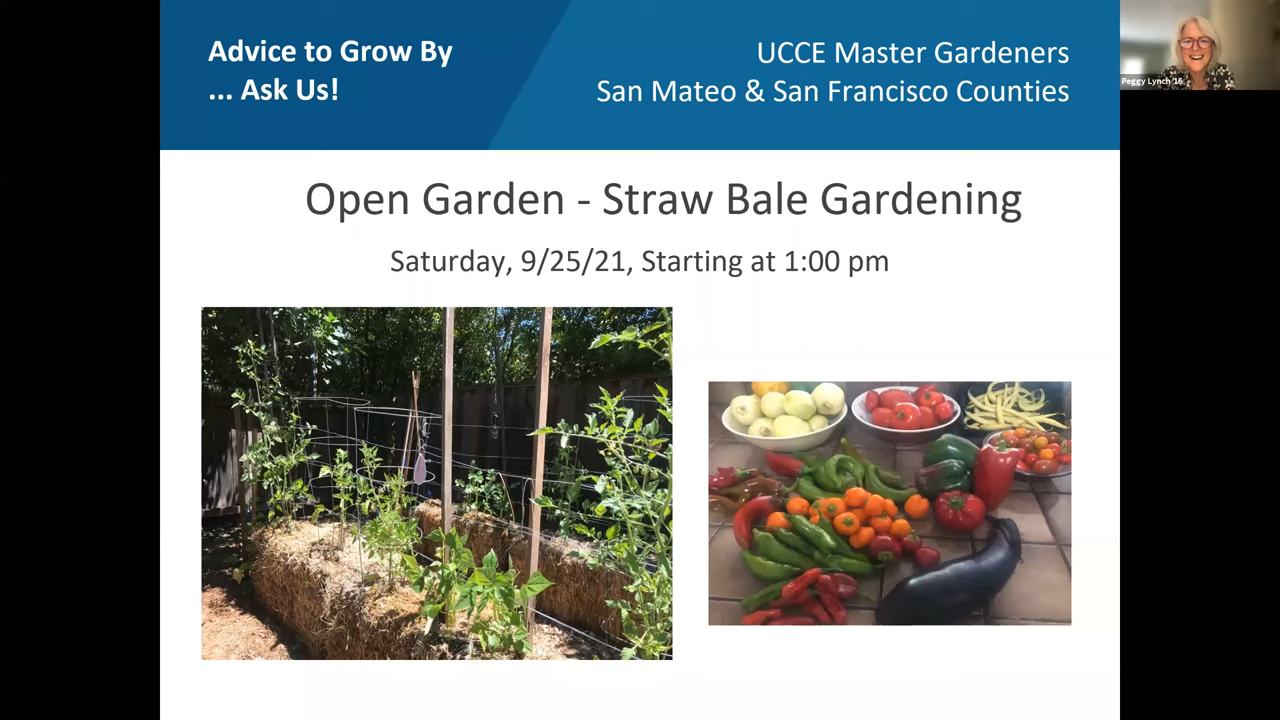 Advice to Grow By
... Ask Us!
UCCE Master Gardeners
San Mateo & San Francisco Counties
Peggy Lynch '16
Open Garden - Straw Bale Gardening
Saturday, 9/25/21, Starting at 1:00 pm